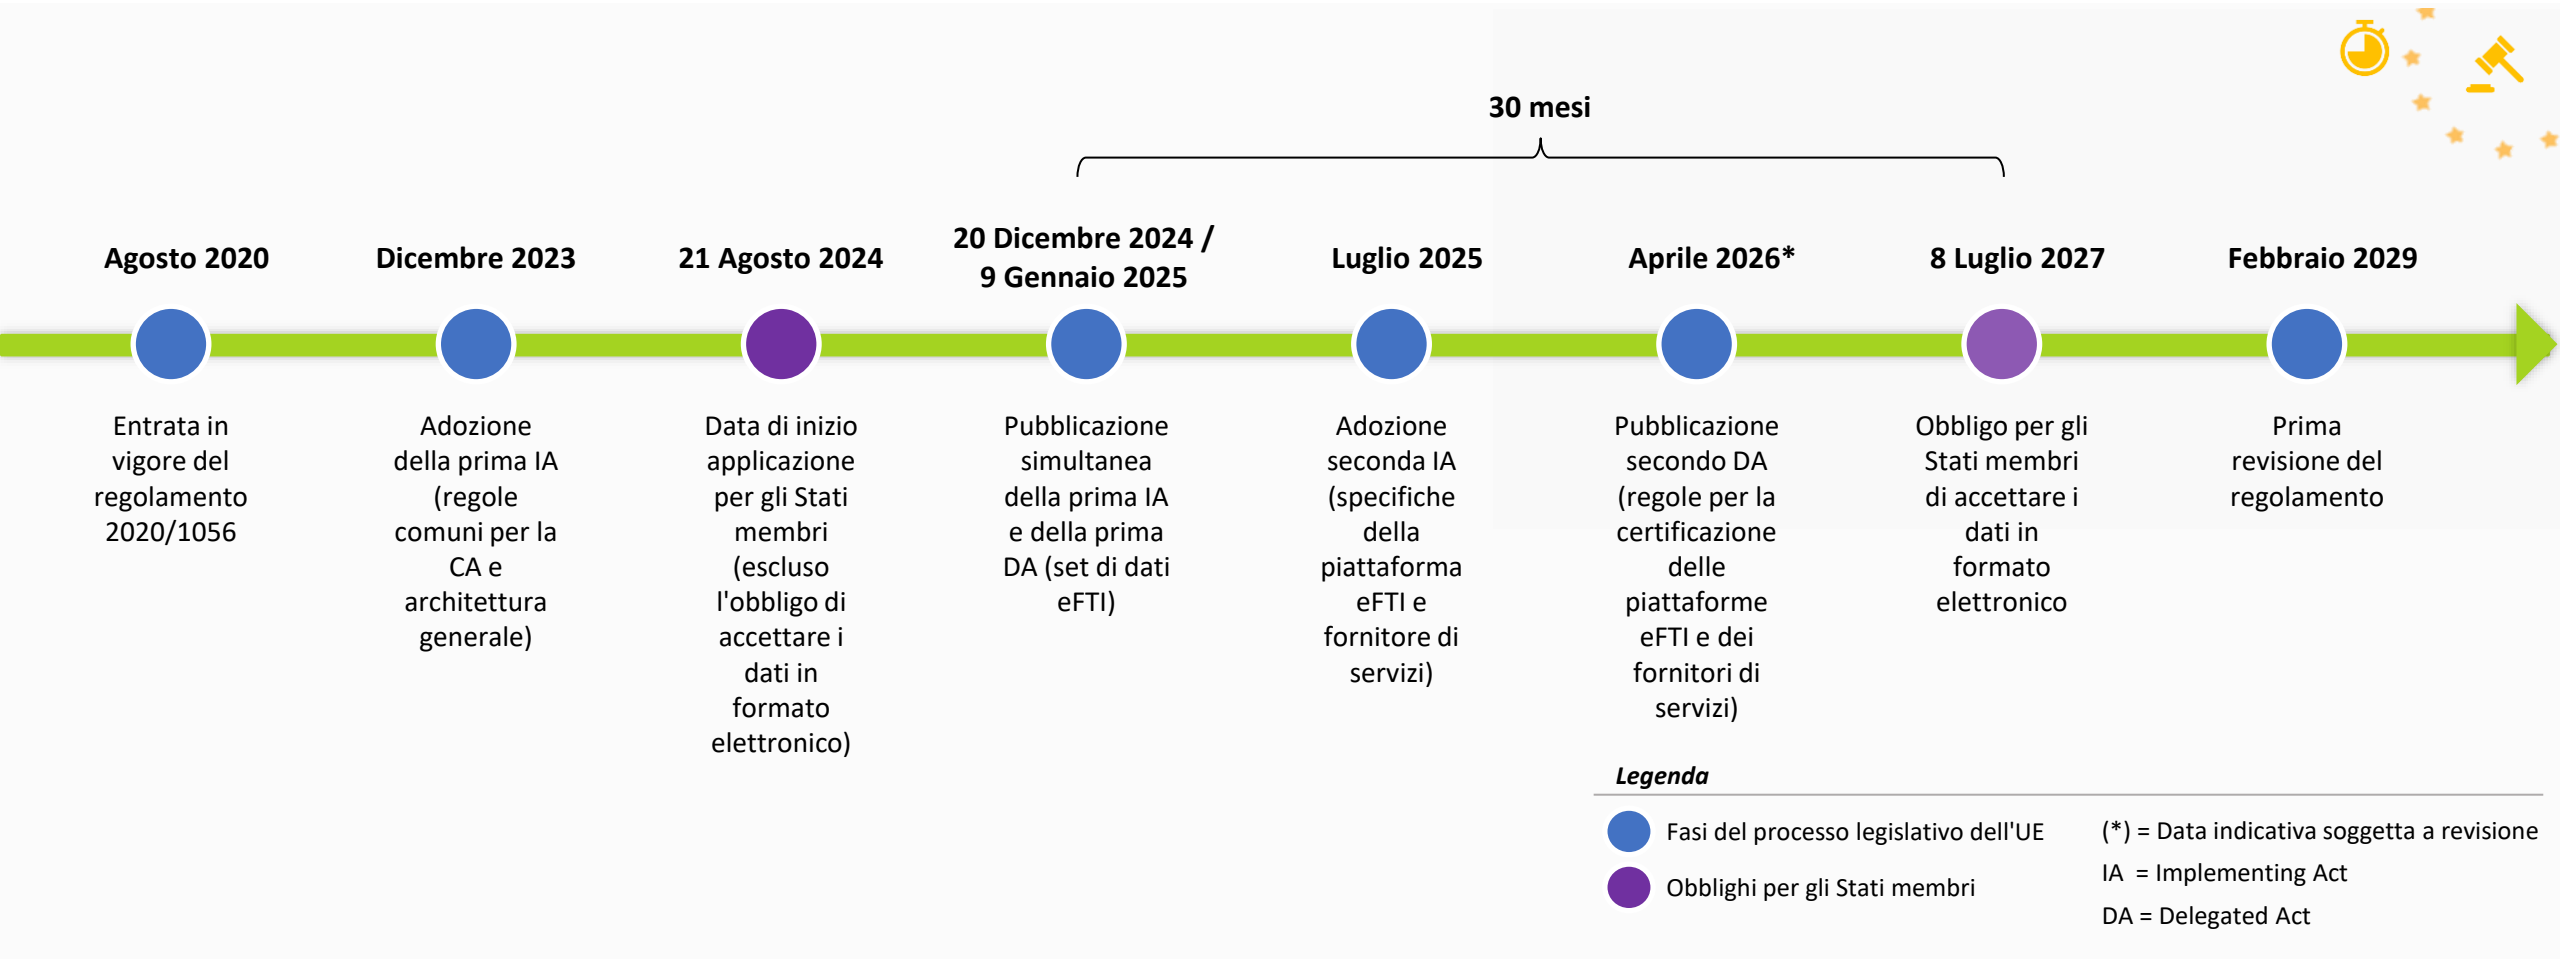 30 mesi
Agosto 2020
Dicembre 2023
21 Agosto 2024
20 Dicembre 2024 /
9 Gennaio 2025
Luglio 2025
Aprile 2026*
8 Luglio 2027
Febbraio 2029
Entrata in
vigore del
regolamento
2020/1056
Adozione
della prima IA
(regole
comuni per la
CA e
architettura
generale)
Data di inizio
applicazione
per gli Stati
membri
(escluso
l'obbligo di
accettare i
dati in
formato
elettronico)
Pubblicazione
simultanea
della prima IA
e della prima
DA (set di dati
eFTI)
Adozione
seconda IA
(specifiche
della
piattaforma
eFTI e
fornitore di
servizi)
Pubblicazione
secondo DA
(regole per la
certificazione
delle
piattaforme
eFTI e dei
fornitori di
servizi)
Obbligo per gli
Stati membri
di accettare i
dati in
formato
elettronico
Prima
revisione del
regolamento
Legenda
Fasi del processo legislativo dell'UE
Obblighi per gli Stati membri
(*) = Data indicativa soggetta a revisione
IA = Implementing Act
DA = Delegated Act